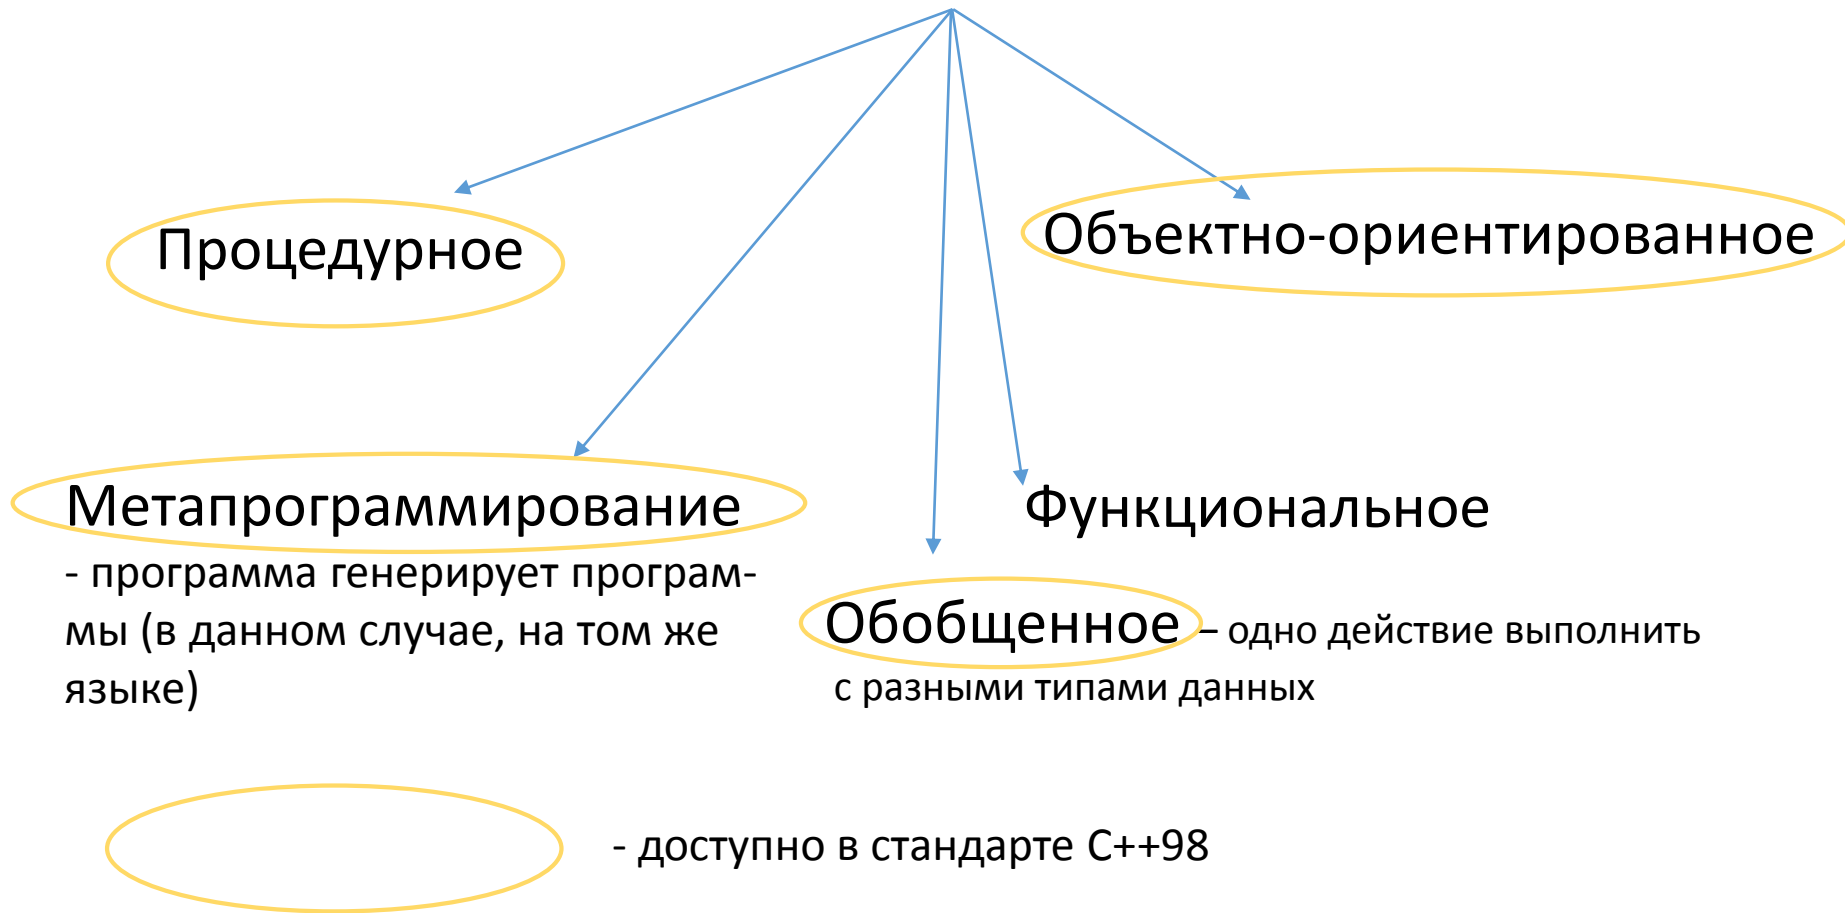 Процедурное
Объектно-ориентированное
Метапрограммирование
- программа генерирует програм-
мы (в данном случае, на том же
языке)
Функциональное
Обобщенное – одно действие выполнить
с разными типами данных
- доступно в стандарте С++98